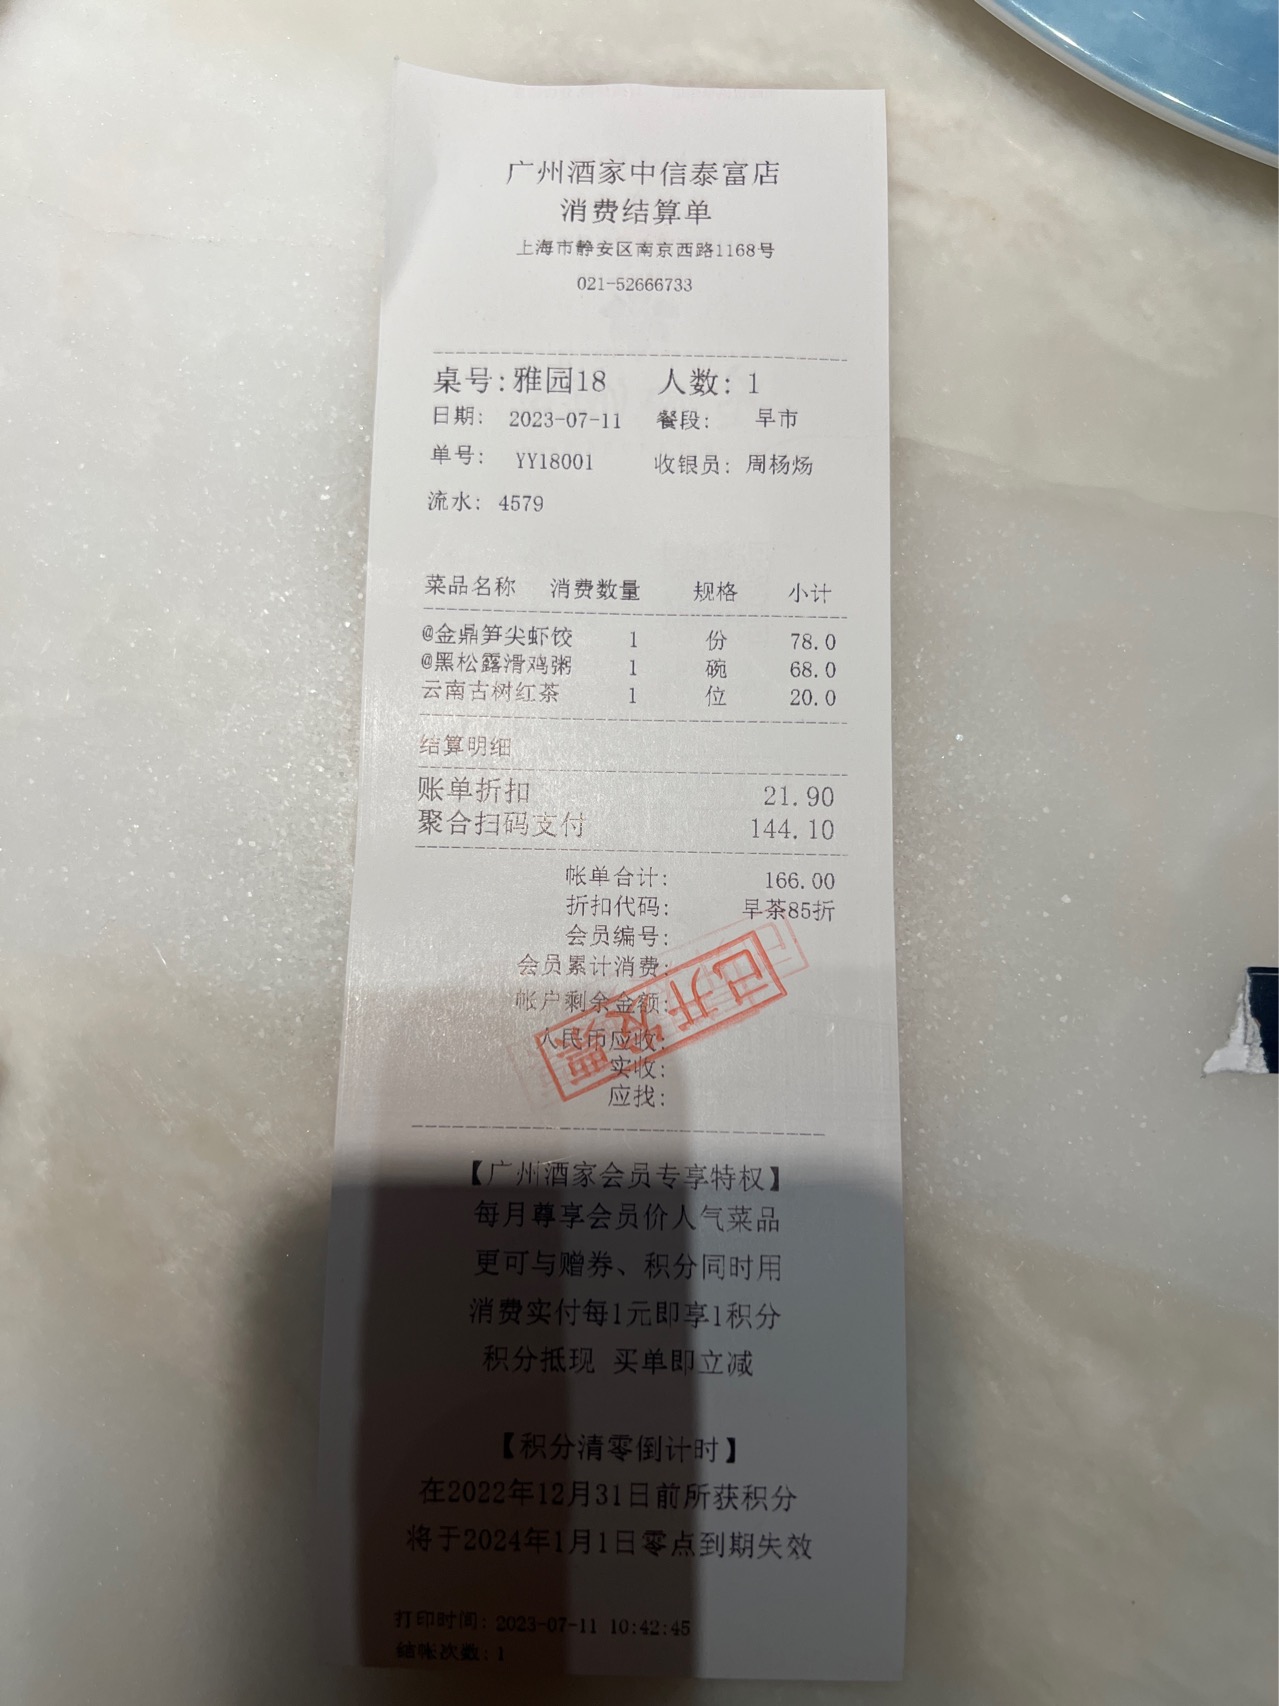 广州酒家中信泰富店
消费结算单
上海市静安区南京西路1168号
021-52666733
桌号:雅园18 人数: 1
日期: 2023-07-11 餐段: 早市
单号: YY18001 收银员: 周杨炀
流水: 4579
菜品名称 消费数量 规格 小计
@金鼎笋尖虾饺 1 份 78.0
@黑松露滑鸡粥 1 碗 68.0
云南古树红茶 1 位 20.0
结算明细
账单折扣 21.90
聚合扫码支付 144.10
帐单合计: 166.00
折扣代码: 早茶85折
会员编号:
会员累计消费:
帐户剩余金额:
人民币应收:
实收:
应找:
已开发票
【广州酒家会员专享特权】
每月尊享会员价人气菜品
更可与赠券、积分同时用
消费实付每1元即享1积分
积分抵现 买单即立减
【积分清零倒计时】
在2022年12月31日前所获积分
将于2024年1月1日零点到期失效
打印时间: 2023-07-11 10:42:45
结帐次数: 1